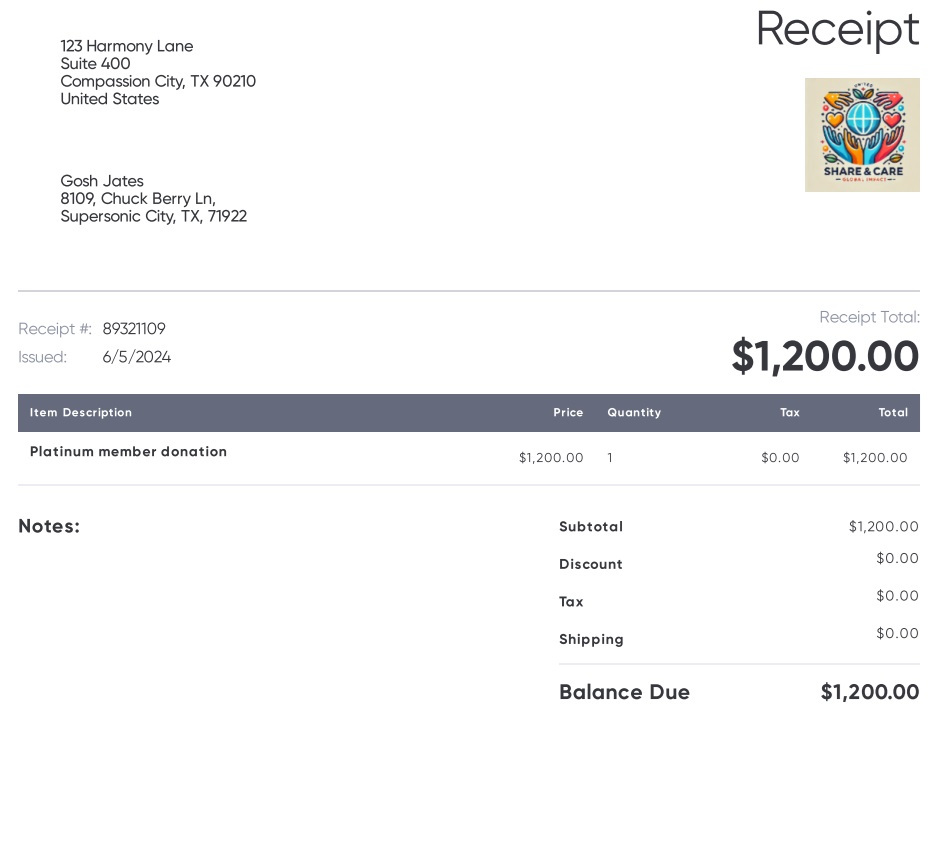 Receipt
123 Harmony Lane
Suite 400
Compassion City, TX 90210
United States
UNITED
SHARE & CARE
GLOBAL IMPACT
Gosh Jates
8109, Chuck Berry Ln,
Supersonic City, TX, 71922
Receipt #: 89321109
Issued: 6/5/2024
Receipt Total:
$1,200.00
Item Description Price Quantity Tax Total
Platinum member donation $1,200.00 1 $0.00 $1,200.00
Notes:
Subtotal $1,200.00
Discount $0.00
Tax $0.00
Shipping $0.00
Balance Due $1,200.00